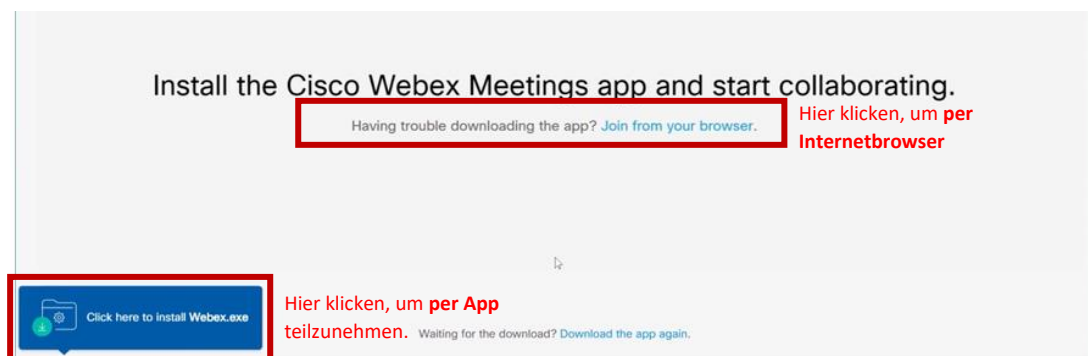 Install the Cisco Webex Meetings app and start collaborating.
Having trouble downloading the app? Join from your browser.
Hier klicken, um per
Internetbrowser
Click here to install Webex.exe
Hier klicken, um per App
teilzunehmen.
Waiting for the download? Download the app again.